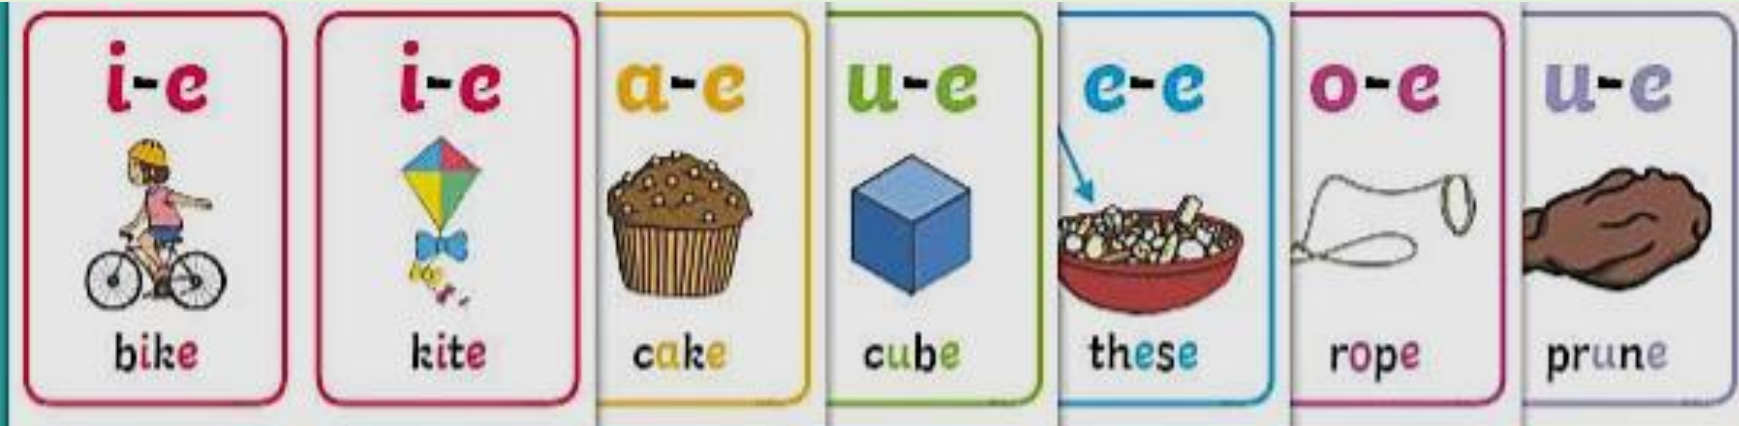 i-e
bike
i-e
kite
a-e
cake
u-e
cube
e-e
these
o-e
rope
u-e
prune